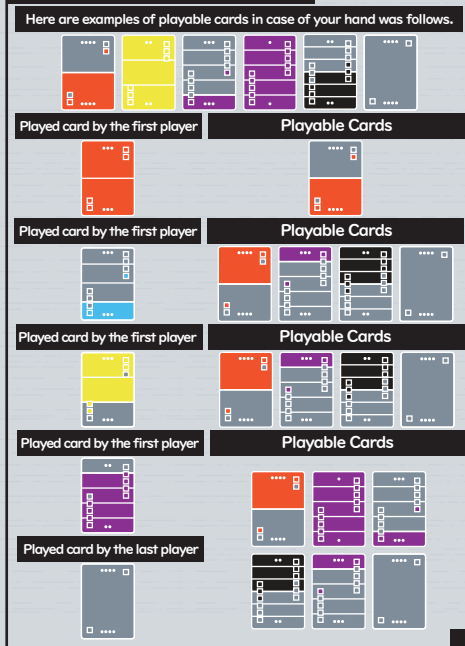 Here are examples of playable cards in case of your hand was follows.
Played card by the first player
Playable Cards
Played card by the first player
Playable Cards
Played card by the first player
Playable Cards
Played card by the first player
Playable Cards
Played card by the last player